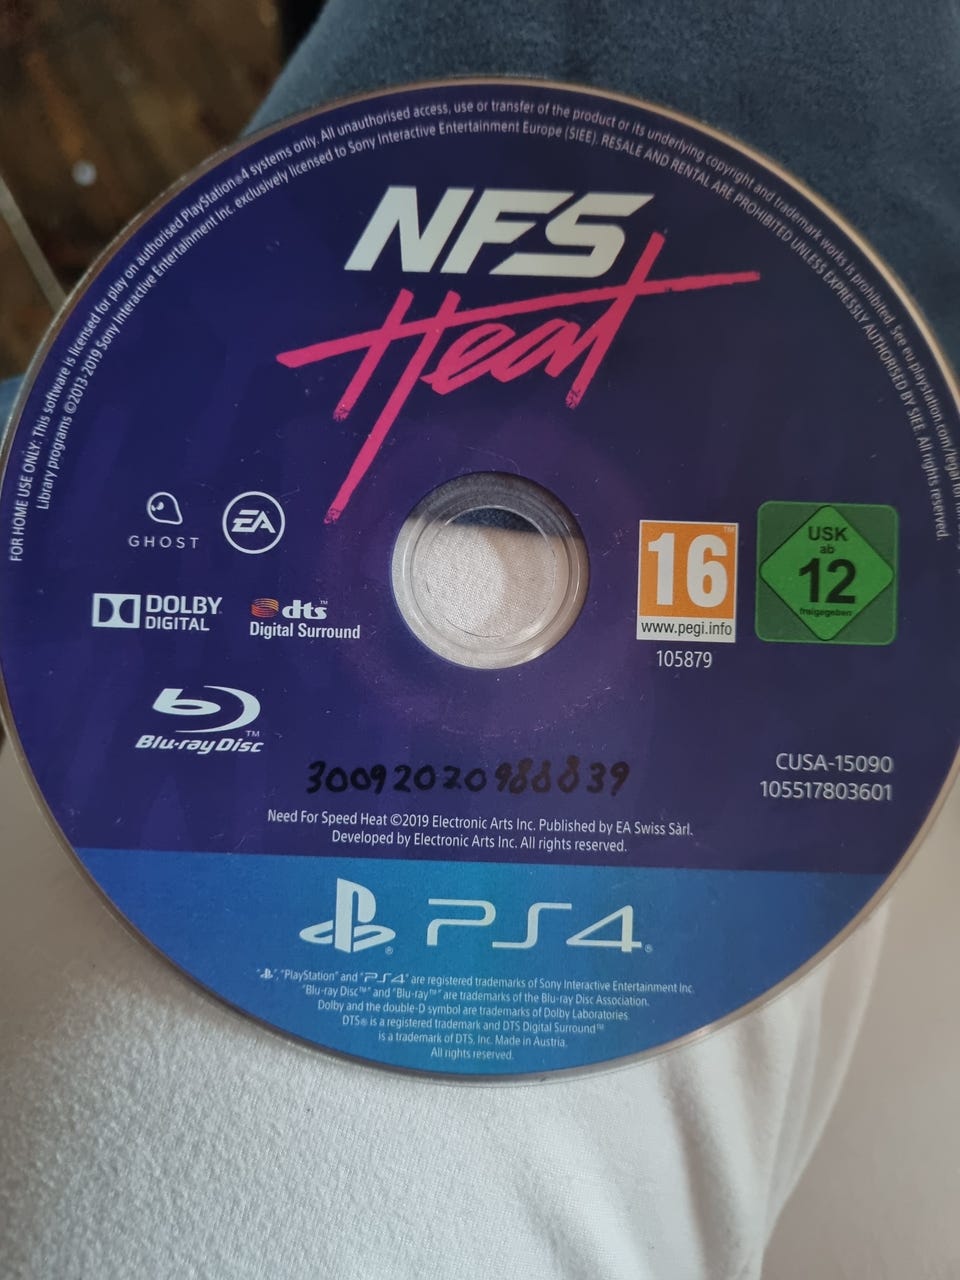 FOR HOME USE ONLY: This software is licensed for play on authorised PlayStation®4 systems only. All unauthorised access, use or transfer of the product or its underlying copyright and trademark works is prohibited. See eu.playstation.com/legal for
Library programs ©2013-2019 Sony Interactive Entertainment Inc. exclusively licensed to Sony Interactive Entertainment Europe (SIEE). RESALE AND RENTAL ARE PROHIBITED UNLESS EXPRESSLY AUTHORISED BY SIEE. All rights reserved.
NFS
Heat
GHOST
EA
DOLBY
DIGITAL
dts™
Digital Surround
16™
www.pegi.info
105879
USK
ab
12
freigegeben
Blu-ray Disc™
30092020988839
CUSA-15090
105517803601
Need For Speed Heat ©2019 Electronic Arts Inc. Published by EA Swiss Sàrl.
Developed by Electronic Arts Inc. All rights reserved.
® PS4®
" ", "PlayStation" and "PS4" are registered trademarks of Sony Interactive Entertainment Inc.
"Blu-ray Disc™" and "Blu-ray™" are trademarks of the Blu-ray Disc Association.
Dolby and the double-D symbol are trademarks of Dolby Laboratories.
DTS® is a registered trademark and DTS Digital Surround™
is a trademark of DTS, Inc. Made in Austria.
All rights reserved.